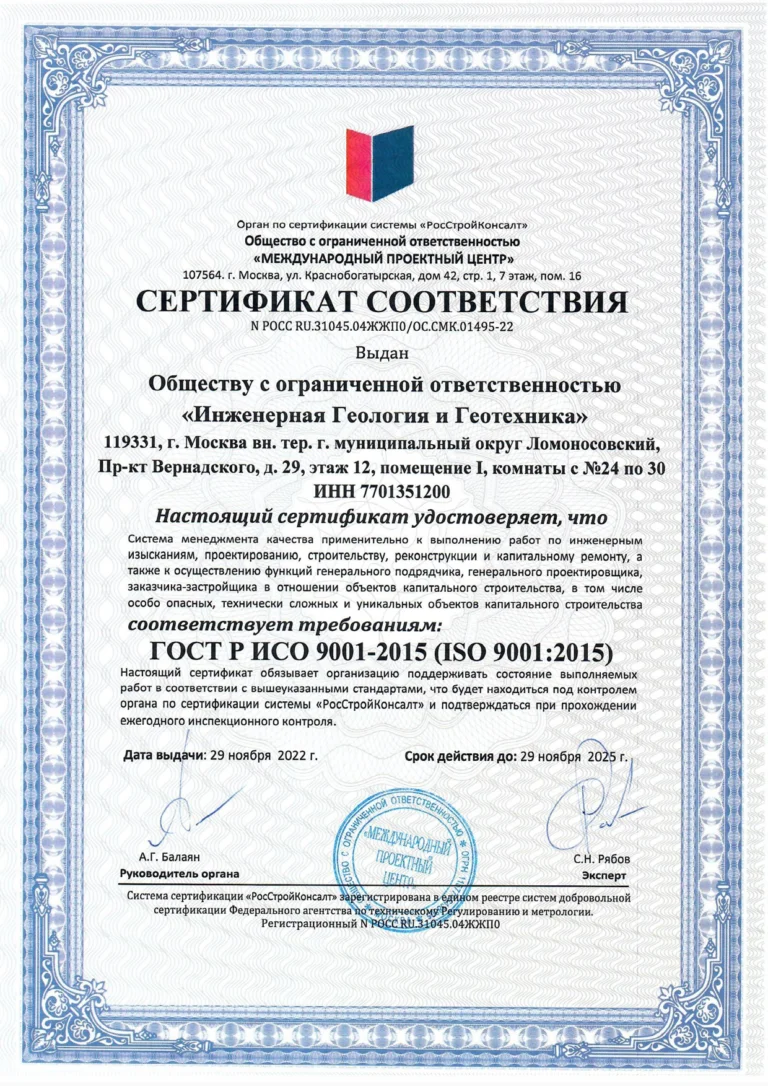 Орган по сертификации системы «РосСтройКонсалт»
Общество с ограниченной ответственностью
«МЕЖДУНАРОДНЫЙ ПРОЕКТНЫЙ ЦЕНТР»
107564. г. Москва, ул. Краснобогатырская, дом 42, стр. 1, 7 этаж, пом. 16
СЕРТИФИКАТ СООТВЕТСТВИЯ
N РОСС RU.31045.04ЖЖП0/ОС.СМК.01495-22
Выдан
Обществу с ограниченной ответственностью
«Инженерная Геология и Геотехника»
119331, г. Москва вн. тер. г. муниципальный округ Ломоносовский,
Пр-кт Вернадского, д. 29, этаж 12, помещение I, комнаты с №24 по 30
ИНН 7701351200
Настоящий сертификат удостоверяет, что
Система менеджмента качества применительно к выполнению работ по инженерным
изысканиям, проектированию, строительству, реконструкции и капитальному ремонту, а
также к осуществлению функций генерального подрядчика, генерального проектировщика,
заказчика-застройщика в отношении объектов капитального строительства, в том числе
особо опасных, технически сложных и уникальных объектов капитального строительства
соответствует требованиям:
ГОСТ Р ИСО 9001-2015 (ISO 9001:2015)
Настоящий сертификат обязывает организацию поддерживать состояние выполняемых
работ в соответствии с вышеуказанными стандартами, что будет находиться под контролем
органа по сертификации системы «РосСтройКонсалт» и подтверждаться при прохождении
ежегодного инспекционного контроля.
Дата выдачи: 29 ноября 2022 г. Срок действия до: 29 ноября 2025 г.
ОБЩЕСТВО С ОГРАНИЧЕННОЙ ОТВЕТСТВЕННОСТЬЮ * ОГРН
«МЕЖДУНАРОДНЫЙ
ПРОЕКТНЫЙ
ЦЕНТР»
А.Г. Балаян С.Н. Рябов
Руководитель органа Эксперт
Система сертификации «РосСтройКонсалт» зарегистрирована в едином реестре систем добровольной
сертификации Федерального агентства по техническому Регулированию и метрологии.
Регистрационный N РОСС RU.31045.04ЖЖП0